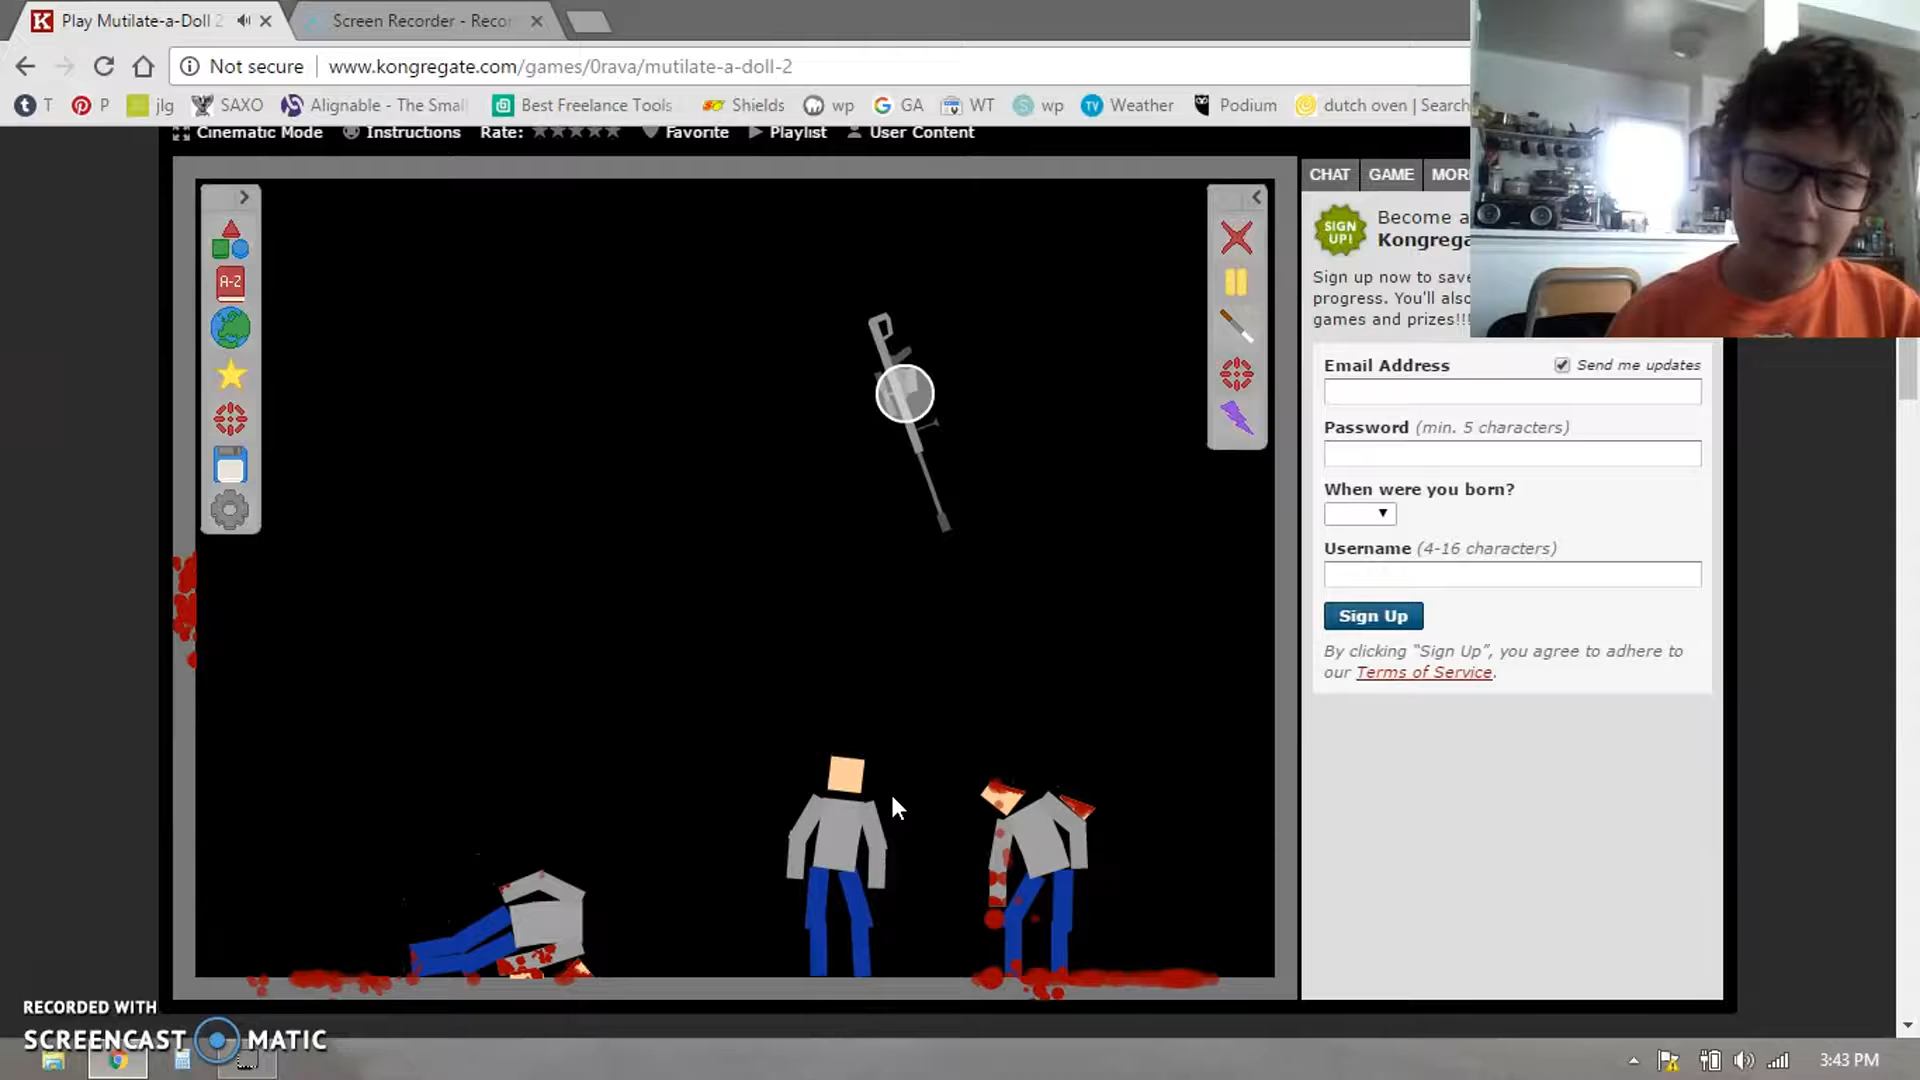 K Play Mutilate-a-Doll 2
Screen Recorder - Recor
Not secure www.kongregate.com/games/0rava/mutilate-a-doll-2
t T P jlg SAXO Alignable - The Small Best Freelance Tools Shields wp G GA WT S wp TV Weather Podium dutch oven | Search
Cinematic Mode Instructions Rate: Favorite Playlist User Content
CHAT GAME MOR
A-Z
SIGN UP!
Become a
Kongrega
Sign up now to save
progress. You'll also
games and prizes!!!
Email Address Send me updates
Password (min. 5 characters)
When were you born?
Username (4-16 characters)
Sign Up
By clicking “Sign Up”, you agree to adhere to
our Terms of Service.
RECORDED WITH
SCREENCAST MATIC
3:43 PM